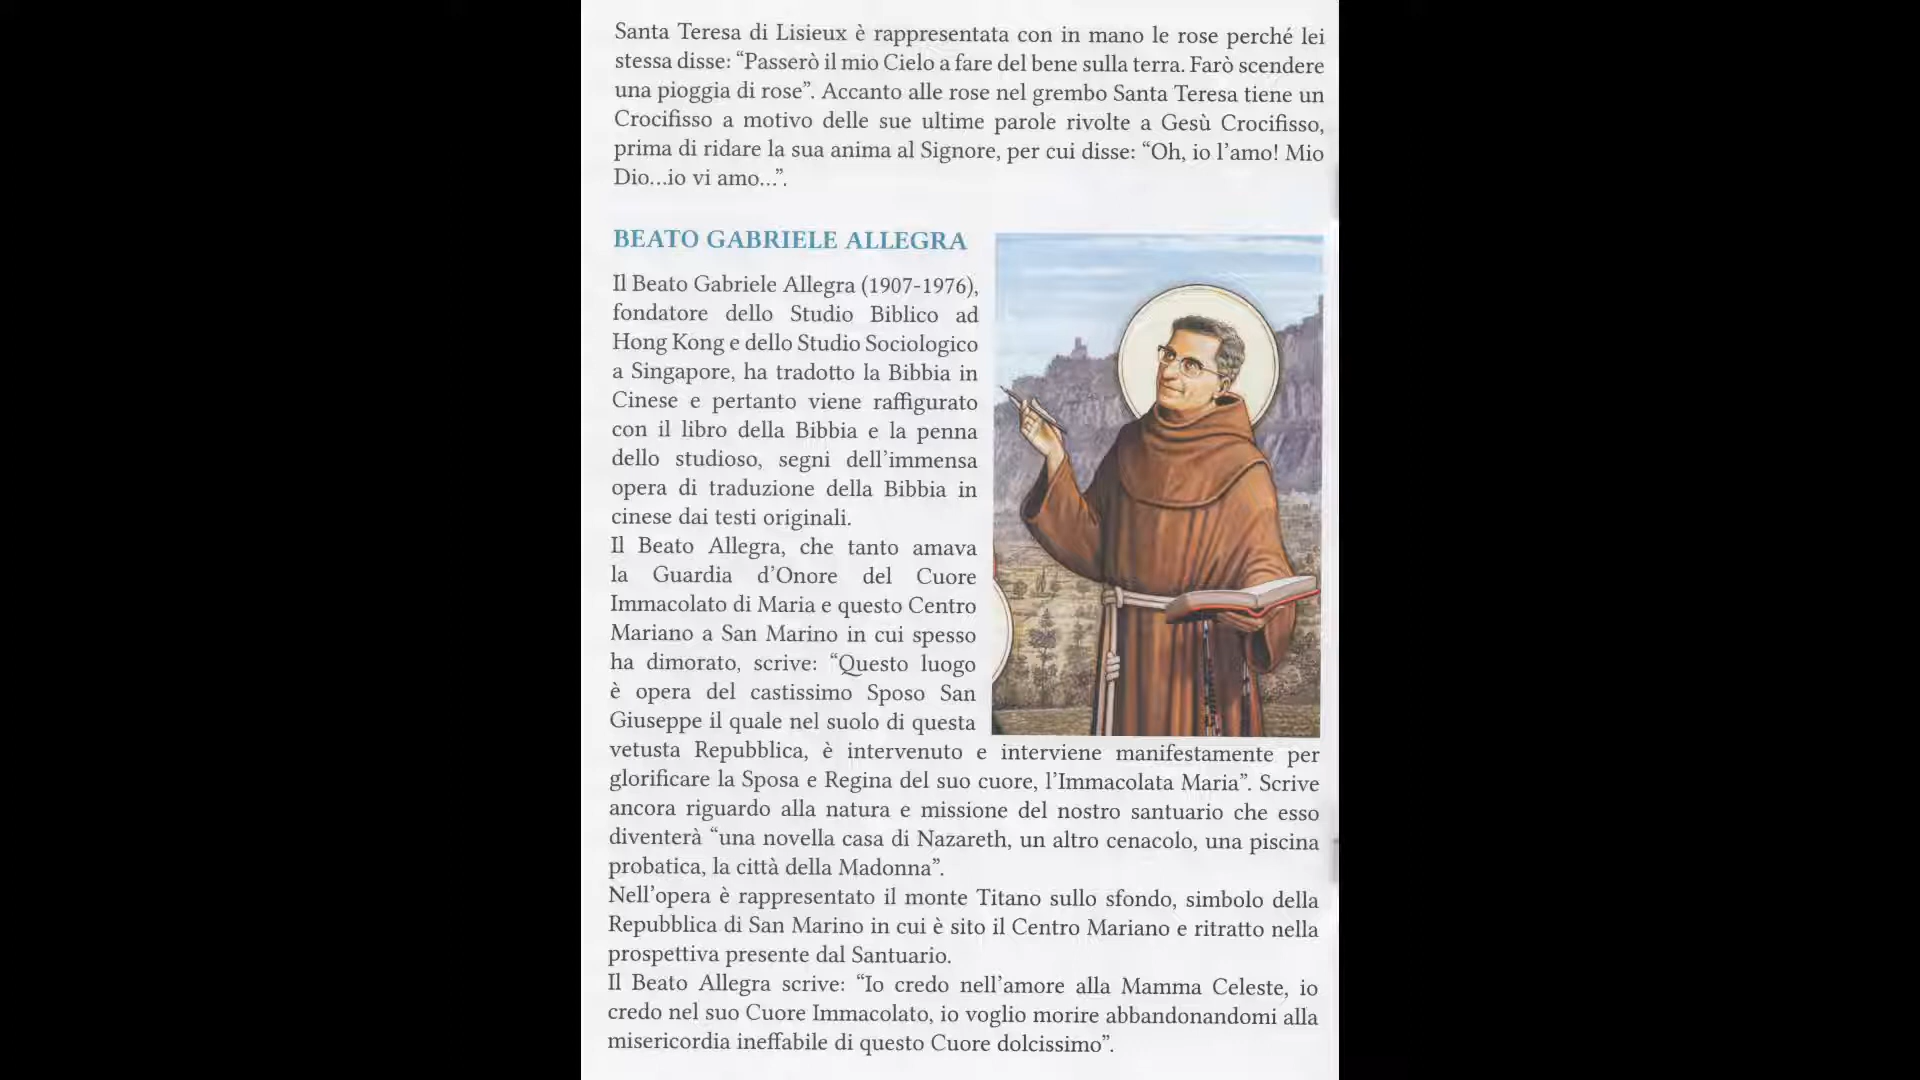 Santa Teresa di Lisieux è rappresentata con in mano le rose perché lei
stessa disse: “Passerò il mio Cielo a fare del bene sulla terra. Farò scendere
una pioggia di rose”. Accanto alle rose nel grembo Santa Teresa tiene un
Crocifisso a motivo delle sue ultime parole rivolte a Gesù Crocifisso,
prima di ridare la sua anima al Signore, per cui disse: “Oh, io l’amo! Mio
Dio...io vi amo...”.
BEATO GABRIELE ALLEGRA
Il Beato Gabriele Allegra (1907-1976),
fondatore dello Studio Biblico ad
Hong Kong e dello Studio Sociologico
a Singapore, ha tradotto la Bibbia in
Cinese e pertanto viene raffigurato
con il libro della Bibbia e la penna
dello studioso, segni dell’immensa
opera di traduzione della Bibbia in
cinese dai testi originali.
Il Beato Allegra, che tanto amava
la Guardia d’Onore del Cuore
Immacolato di Maria e questo Centro
Mariano a San Marino in cui spesso
ha dimorato, scrive: “Questo luogo
è opera del castissimo Sposo San
Giuseppe il quale nel suolo di questa
vetusta Repubblica, è intervenuto e interviene manifestamente per
glorificare la Sposa e Regina del suo cuore, l’Immacolata Maria”. Scrive
ancora riguardo alla natura e missione del nostro santuario che esso
diventerà “una novella casa di Nazareth, un altro cenacolo, una piscina
probatica, la città della Madonna”.
Nell’opera è rappresentato il monte Titano sullo sfondo, simbolo della
Repubblica di San Marino in cui è sito il Centro Mariano e ritratto nella
prospettiva presente dal Santuario.
Il Beato Allegra scrive: “Io credo nell’amore alla Mamma Celeste, io
credo nel suo Cuore Immacolato, io voglio morire abbandonandomi alla
misericordia ineffabile di questo Cuore dolcissimo”.